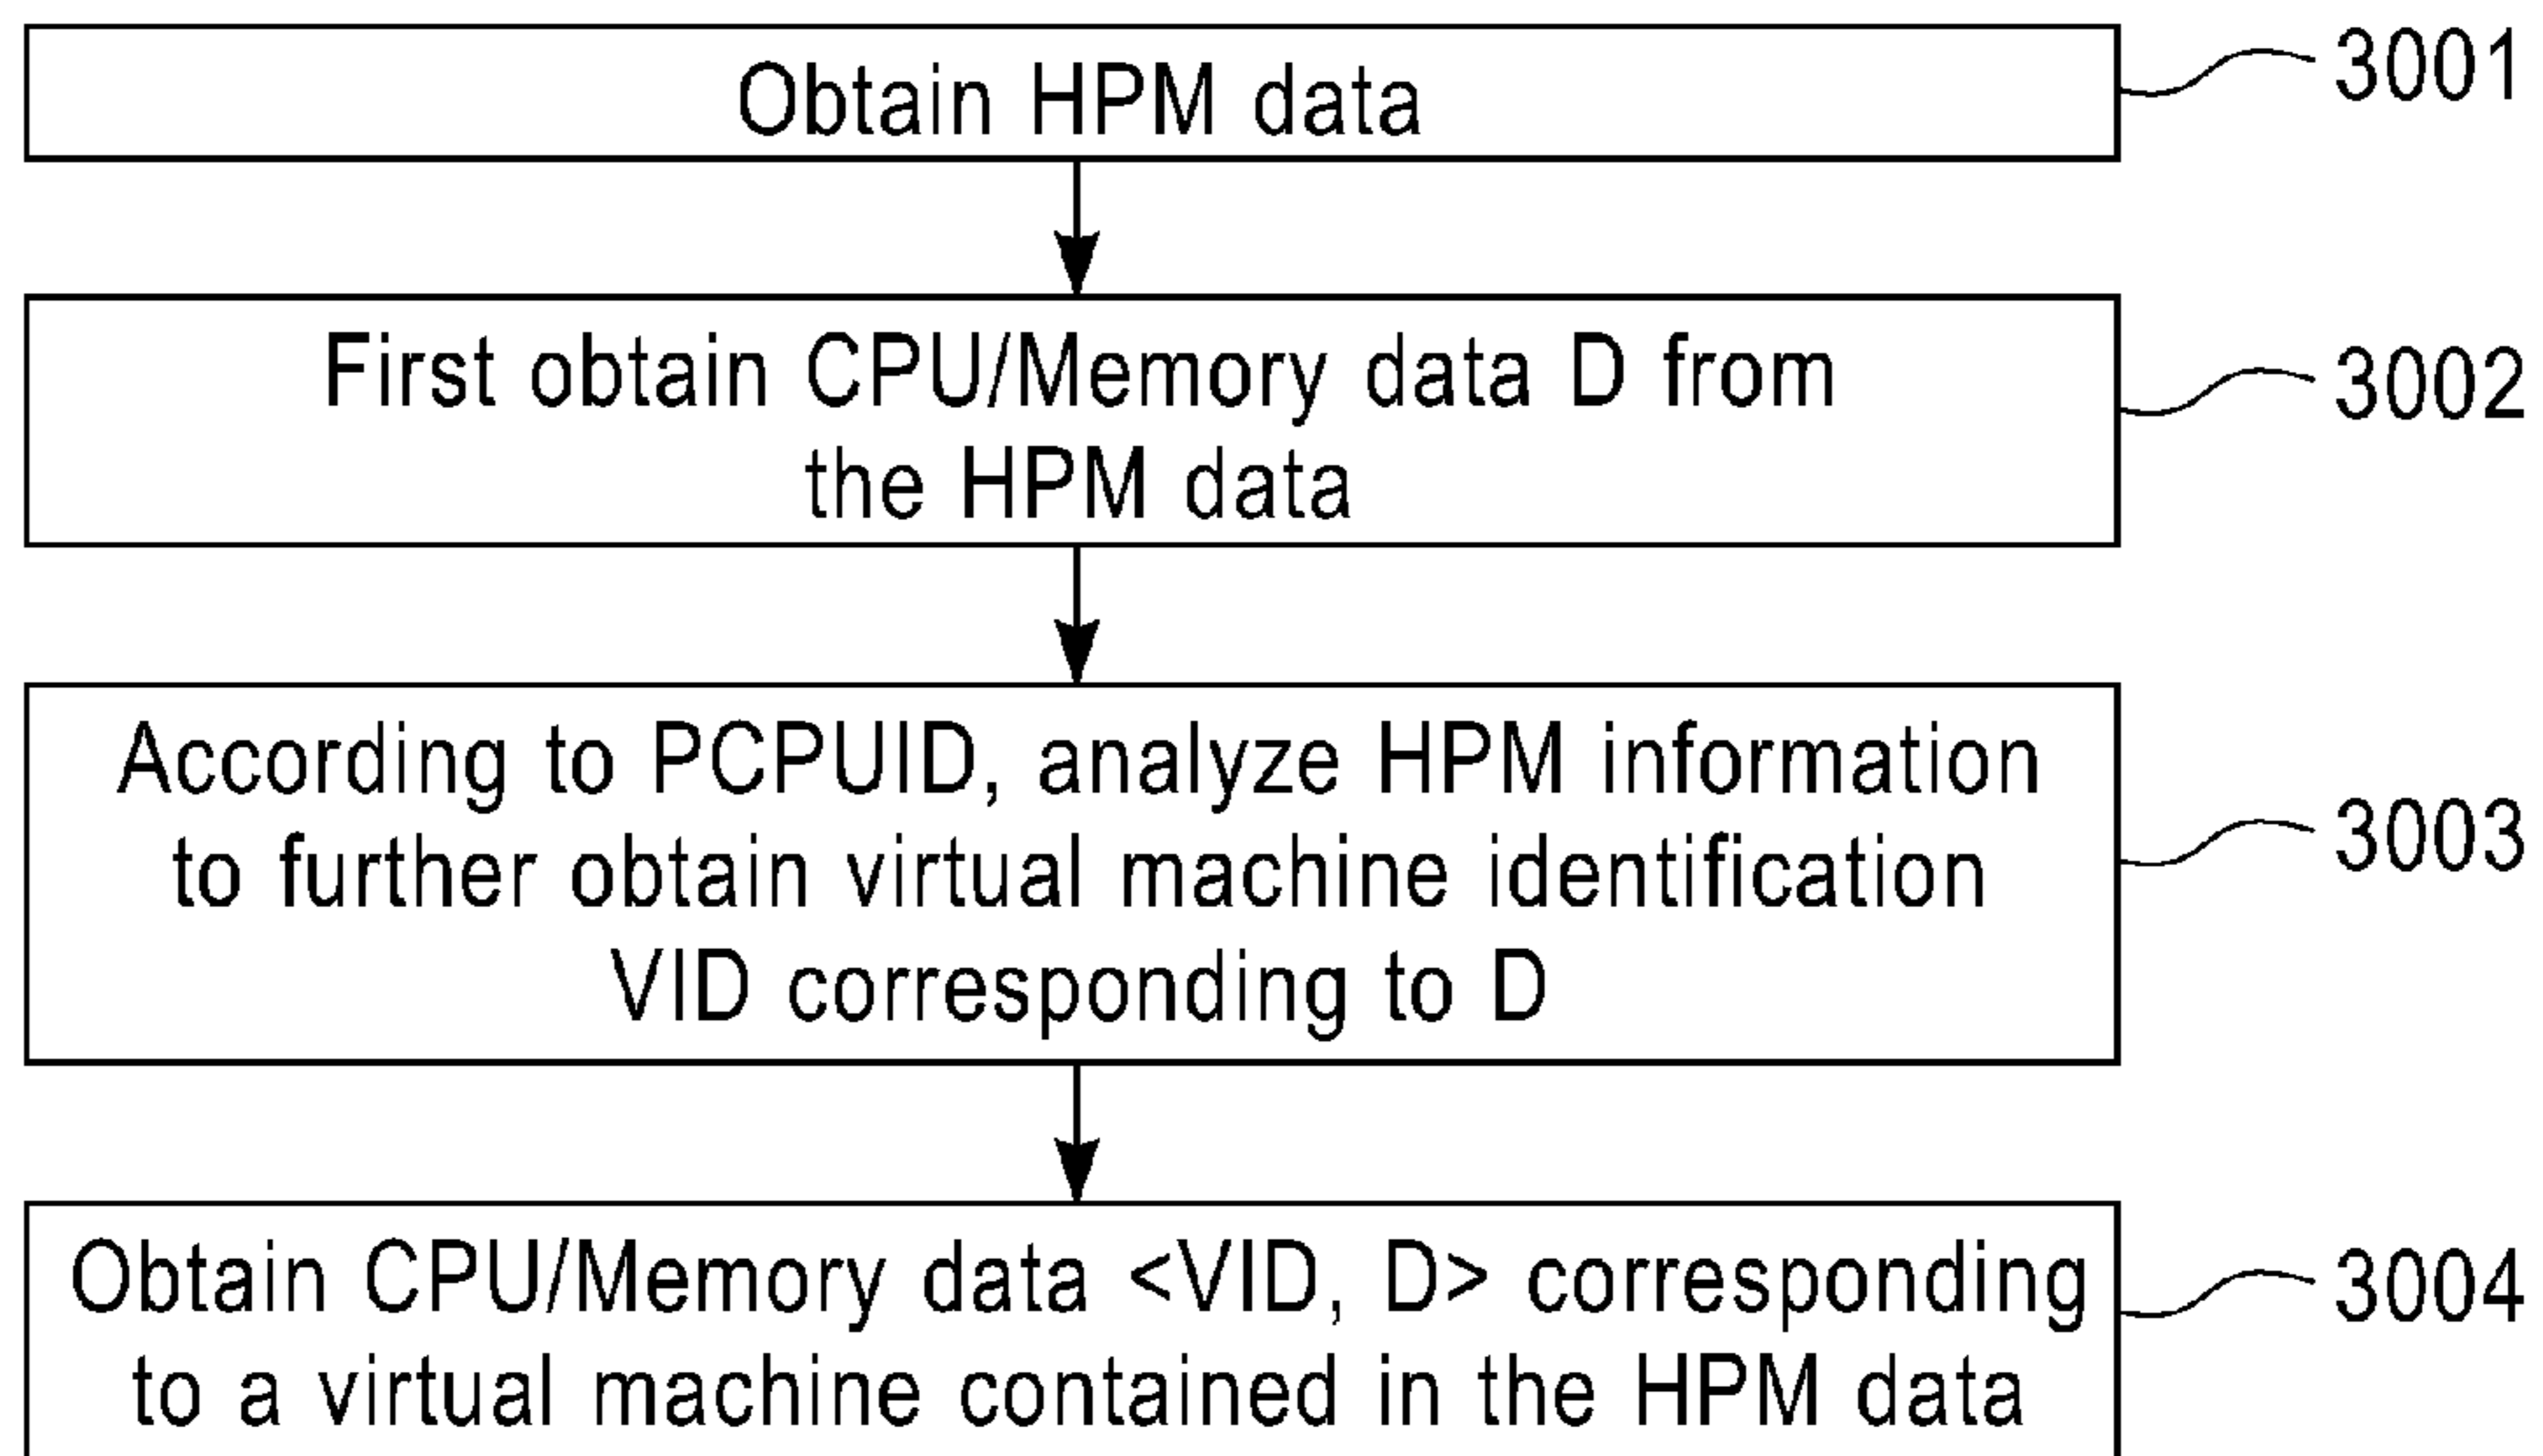 Obtain HPM data
3001
First obtain CPU/Memory data D from
the HPM data
3002
According to PCPUID, analyze HPM information
to further obtain virtual machine identification
VID corresponding to D
3003
Obtain CPU/Memory data <VID, D> corresponding
to a virtual machine contained in the HPM data
3004